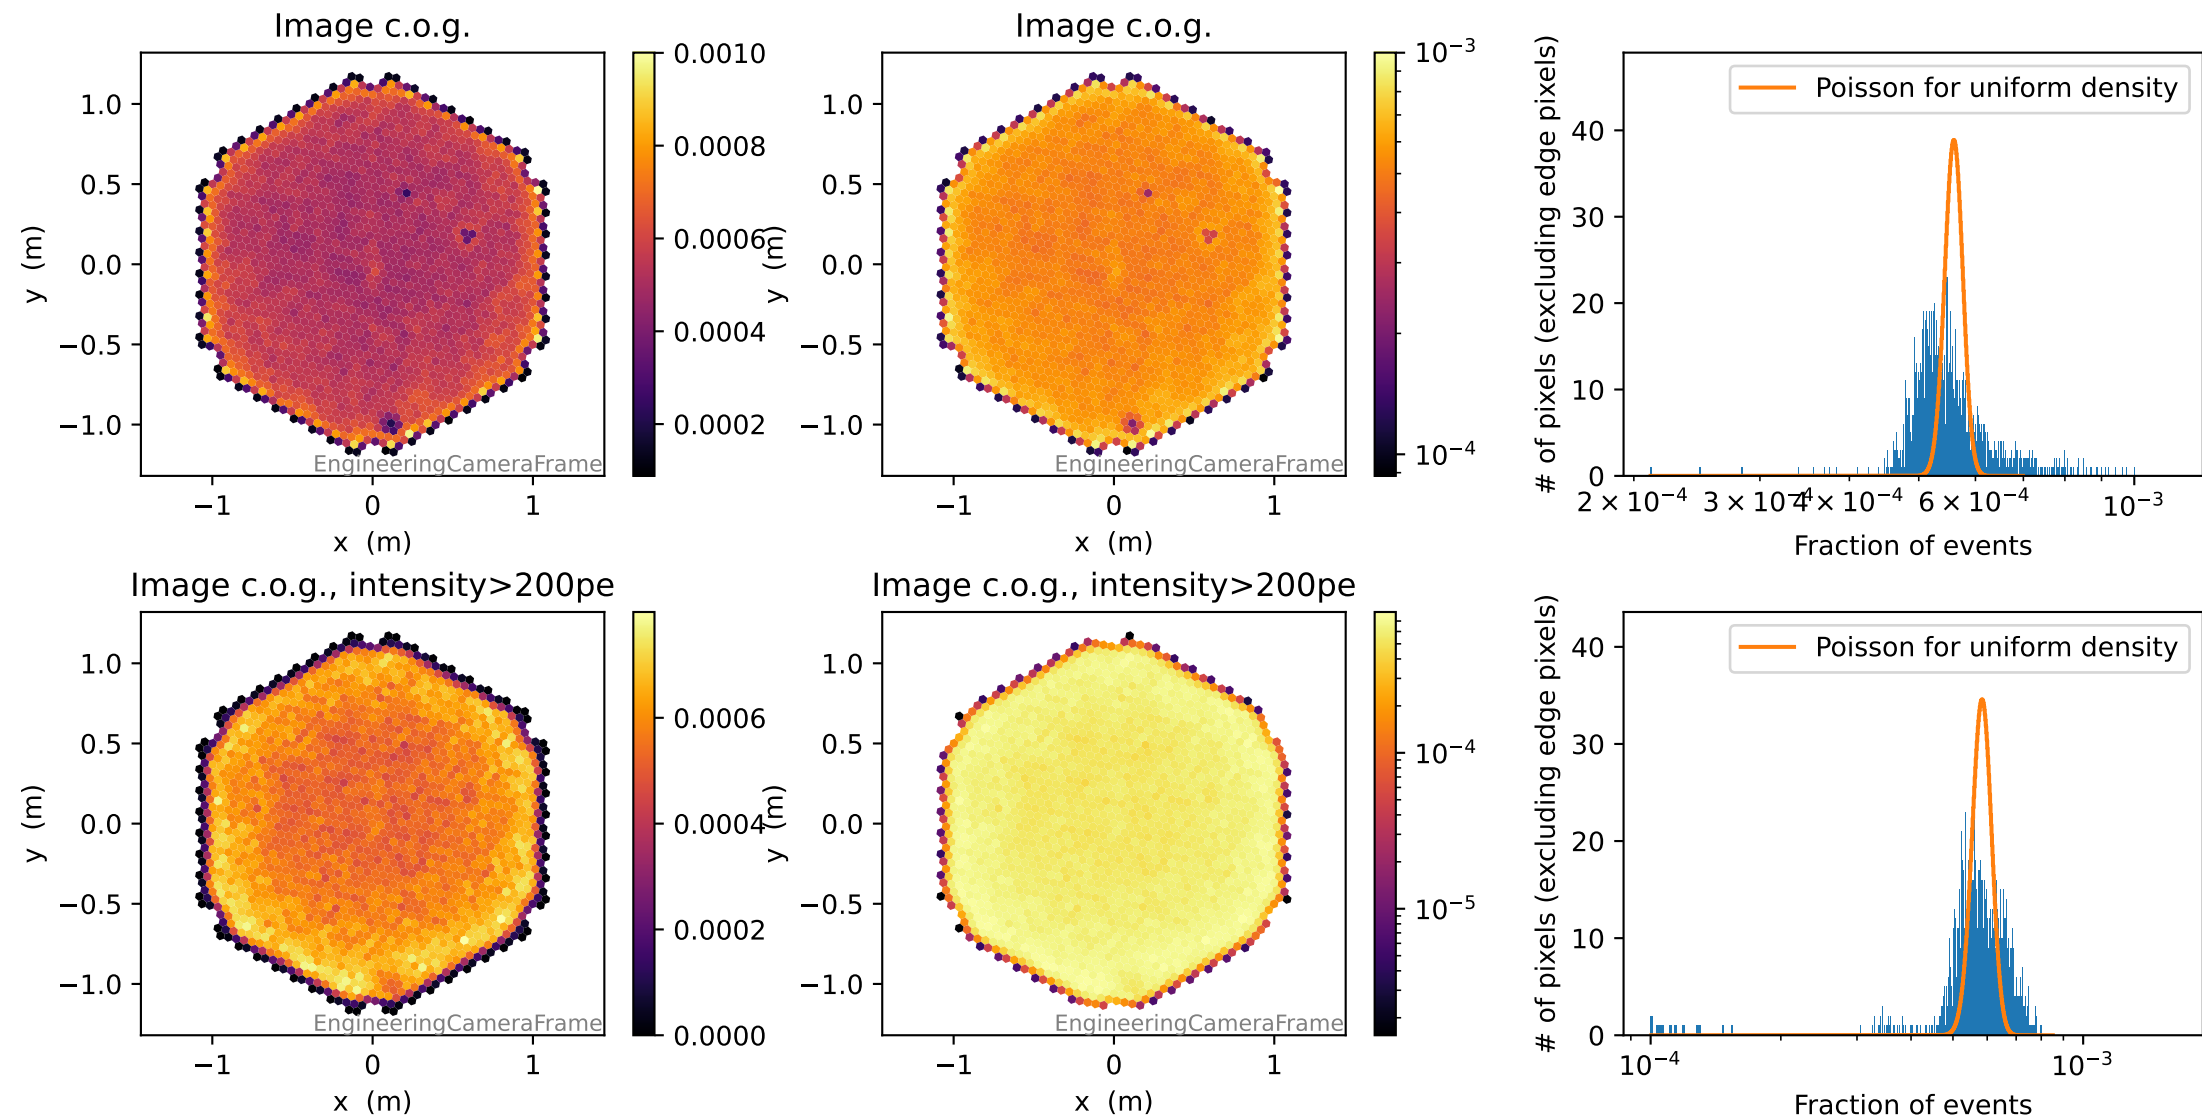 Image c.o.g.
1.0
0.5
0.0
−0.5
−1.0
y (m)
−1
0
1
x (m)
EngineeringCameraFrame
0.0010
0.0008
0.0006
0.0004
0.0002
Image c.o.g.
1.0
0.5
0.0
−0.5
−1.0
y (m)
−1
0
1
x (m)
EngineeringCameraFrame
10⁻³
10⁻⁴
Poisson for uniform density
# of pixels (excluding edge pixels)
40
30
20
10
0
2 × 10⁻⁴
3 × 10⁻⁴
4 × 10⁻⁴
6 × 10⁻⁴
10⁻³
Fraction of events
Image c.o.g., intensity>200pe
1.0
0.5
0.0
−0.5
−1.0
y (m)
−1
0
1
x (m)
EngineeringCameraFrame
0.0006
0.0004
0.0002
0.0000
Image c.o.g., intensity>200pe
1.0
0.5
0.0
−0.5
−1.0
y (m)
−1
0
1
x (m)
EngineeringCameraFrame
10⁻⁴
10⁻⁵
Poisson for uniform density
# of pixels (excluding edge pixels)
40
30
20
10
0
10⁻⁴
10⁻³
Fraction of events